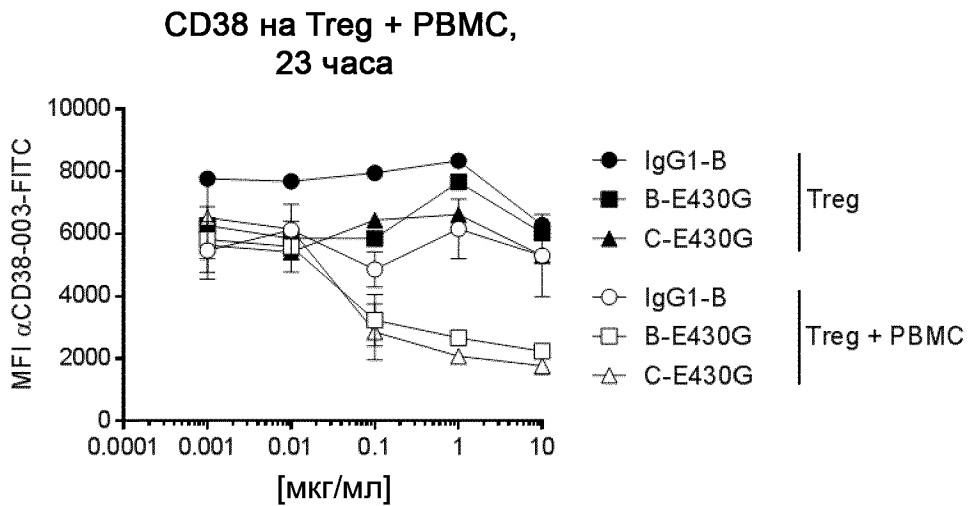 CD38 на Treg + PBMC,
23 часа
MFI αCD38-003-FITC
10000
8000
6000
4000
2000
0
0.0001 0.001 0.01 0.1 1 10
[мкг/мл]
IgG1-B
B-E430G
C-E430G
Treg
IgG1-B
B-E430G
C-E430G
Treg + PBMC